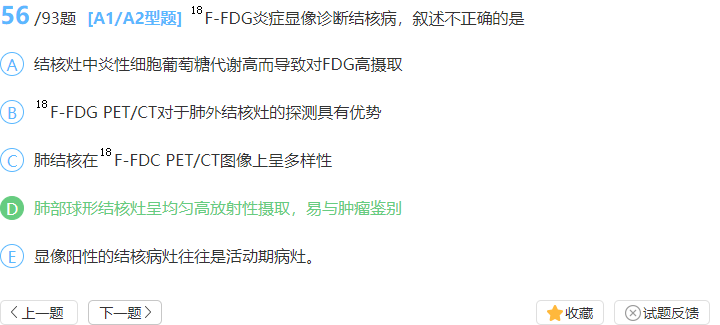 56 /93题 [A1/A2型题] 18F-FDG炎症显像诊断结核病，叙述不正确的是
A 结核灶中炎性细胞葡萄糖代谢高而导致对FDG高摄取
B 18F-FDG PET/CT对于肺外结核灶的探测具有优势
C 肺结核在18F-FDC PET/CT图像上呈多样性
D 肺部球形结核灶呈均匀高放射性摄取，易与肿瘤鉴别
E 显像阳性的结核病灶往往是活动期病灶。
上一题 下一题 收藏 试题反馈